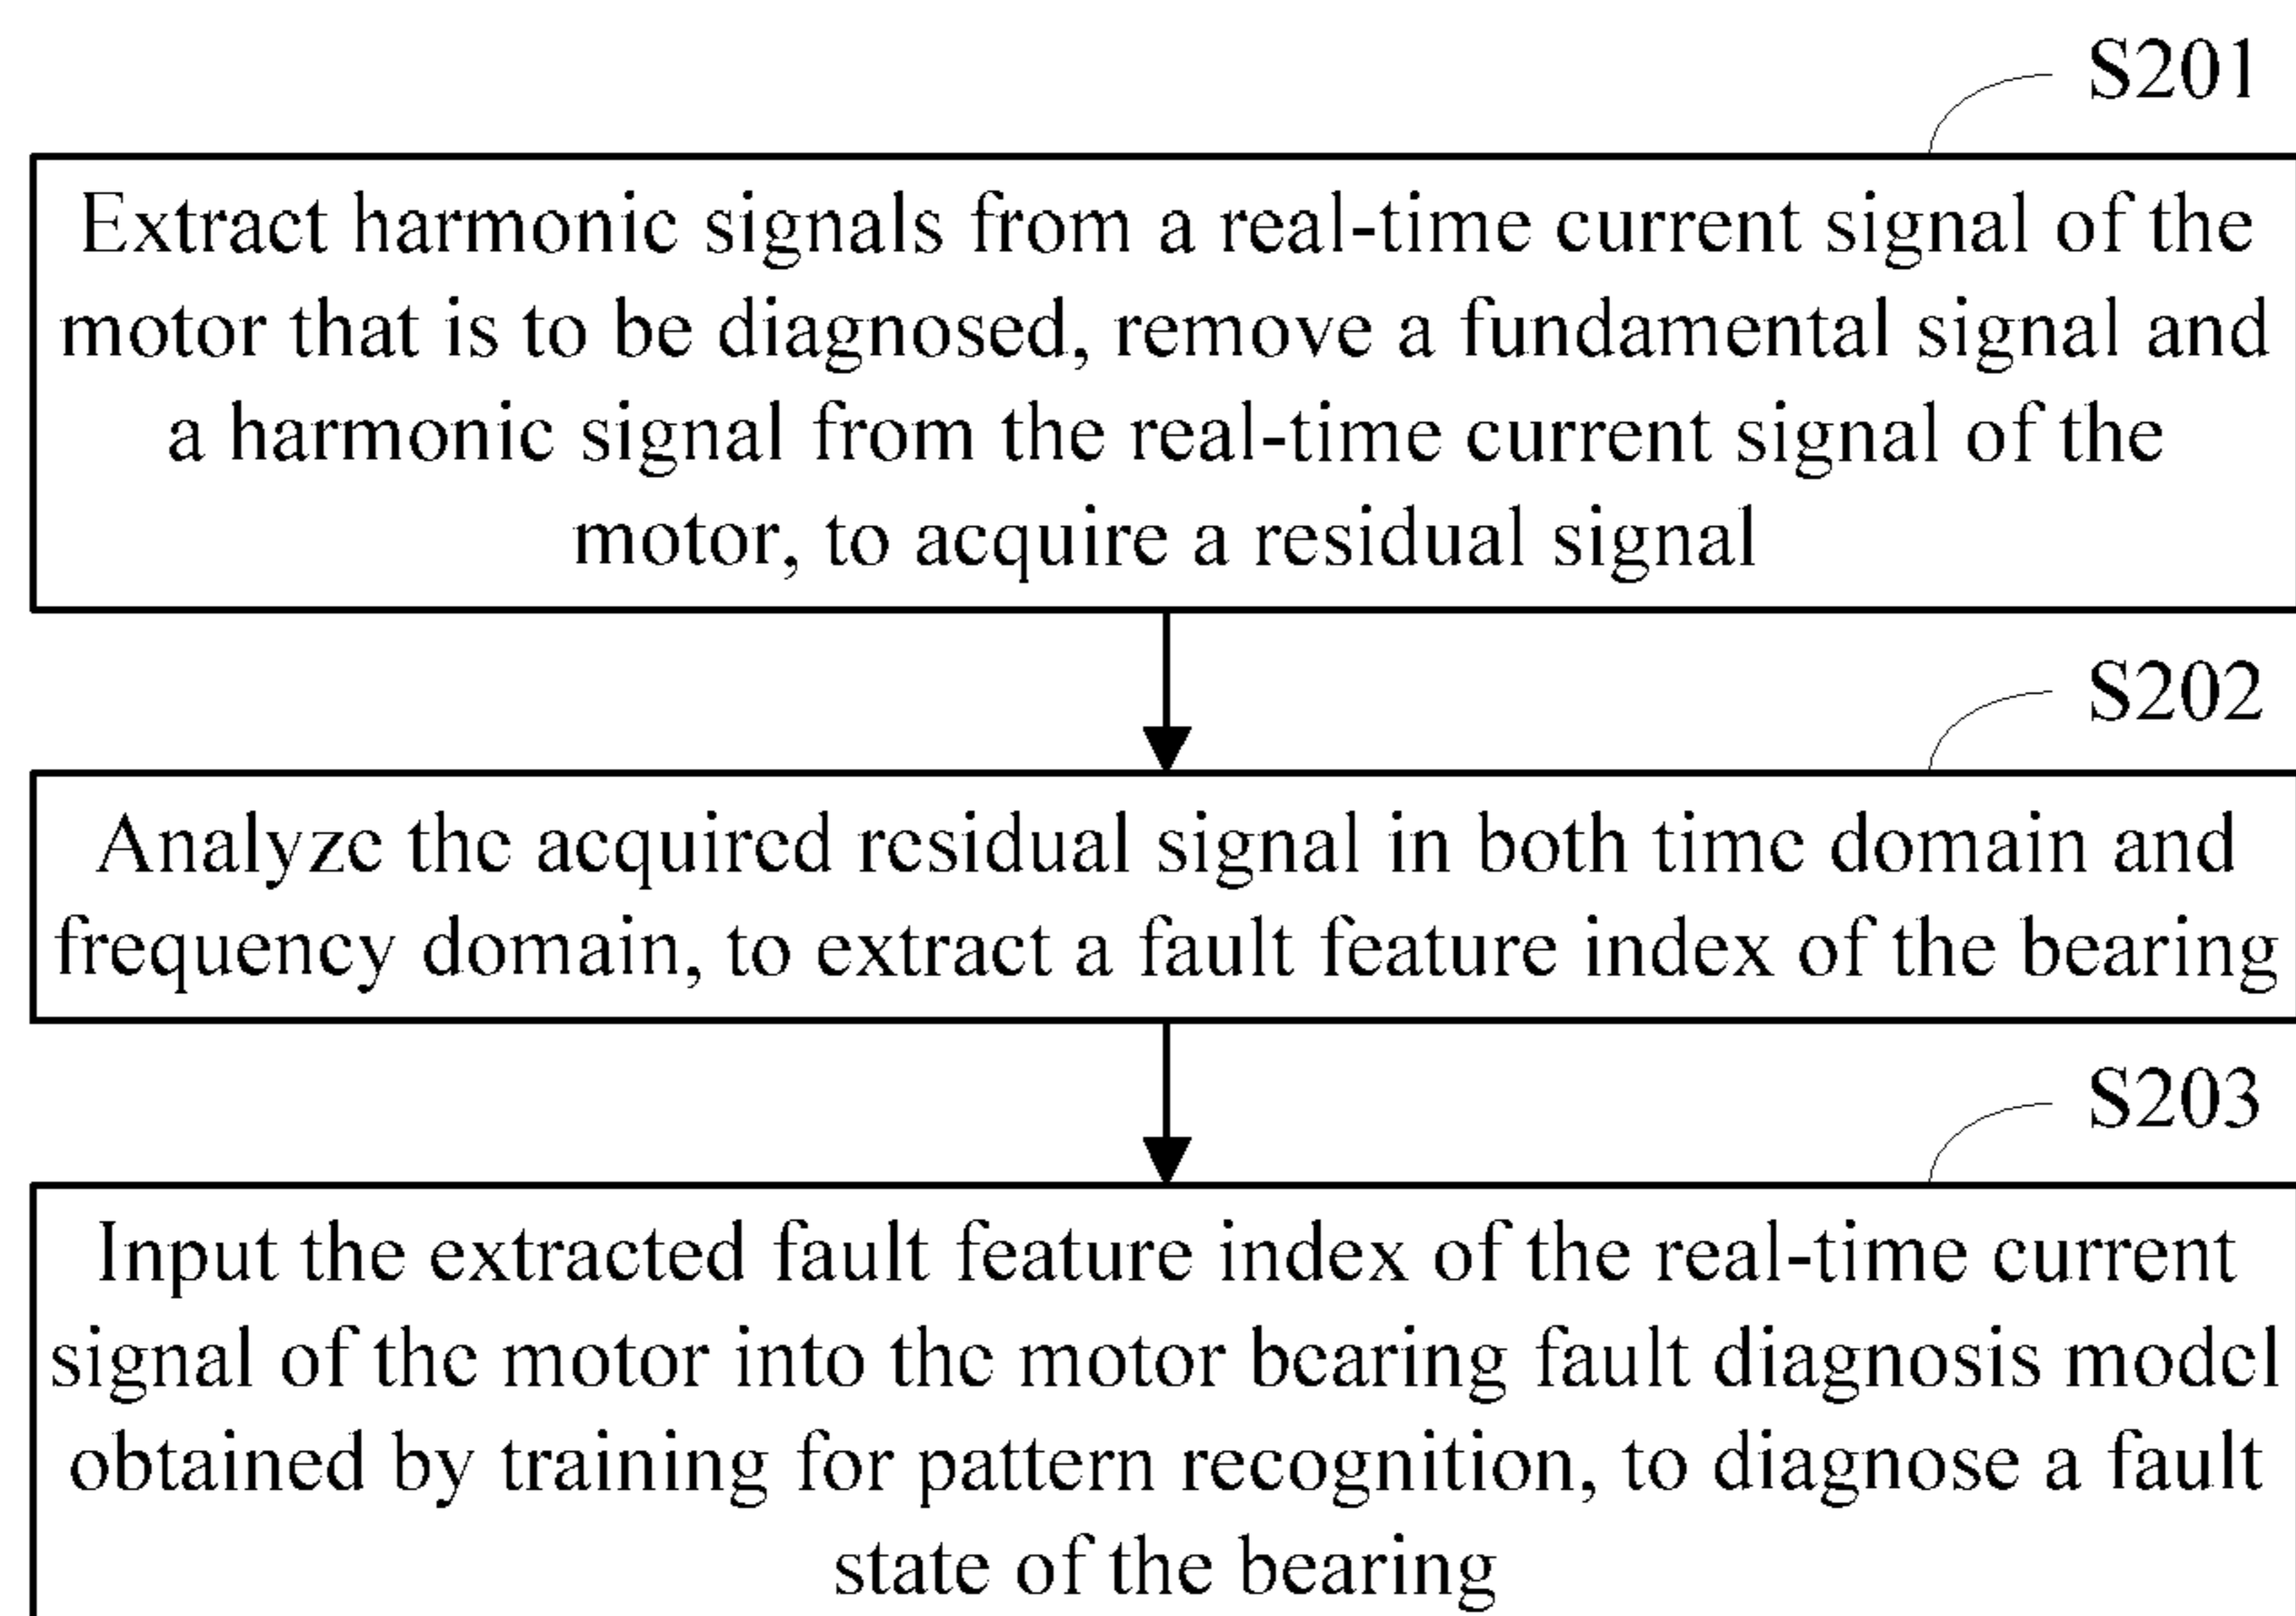 S201
Extract harmonic signals from a real-time current signal of the
motor that is to be diagnosed, remove a fundamental signal and
a harmonic signal from the real-time current signal of the
motor, to acquire a residual signal
S202
Analyze the acquired residual signal in both time domain and
frequency domain, to extract a fault feature index of the bearing
S203
Input the extracted fault feature index of the real-time current
signal of the motor into the motor bearing fault diagnosis model
obtained by training for pattern recognition, to diagnose a fault
state of the bearing